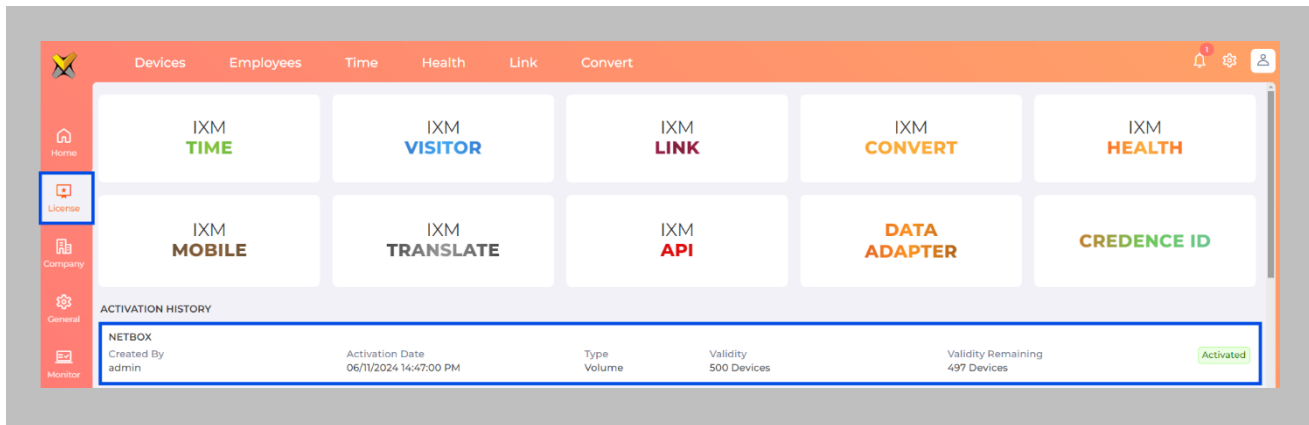 Devices Employees Time Health Link Convert 1
Home
License
Company
General
Monitor
IXM
TIME
IXM
VISITOR
IXM
LINK
IXM
CONVERT
IXM
HEALTH
IXM
MOBILE
IXM
TRANSLATE
IXM
API
DATA
ADAPTER
CREDENCE ID
ACTIVATION HISTORY
NETBOX
Created By Activation Date Type Validity Validity Remaining Activated
admin 06/11/2024 14:47:00 PM Volume 500 Devices 497 Devices